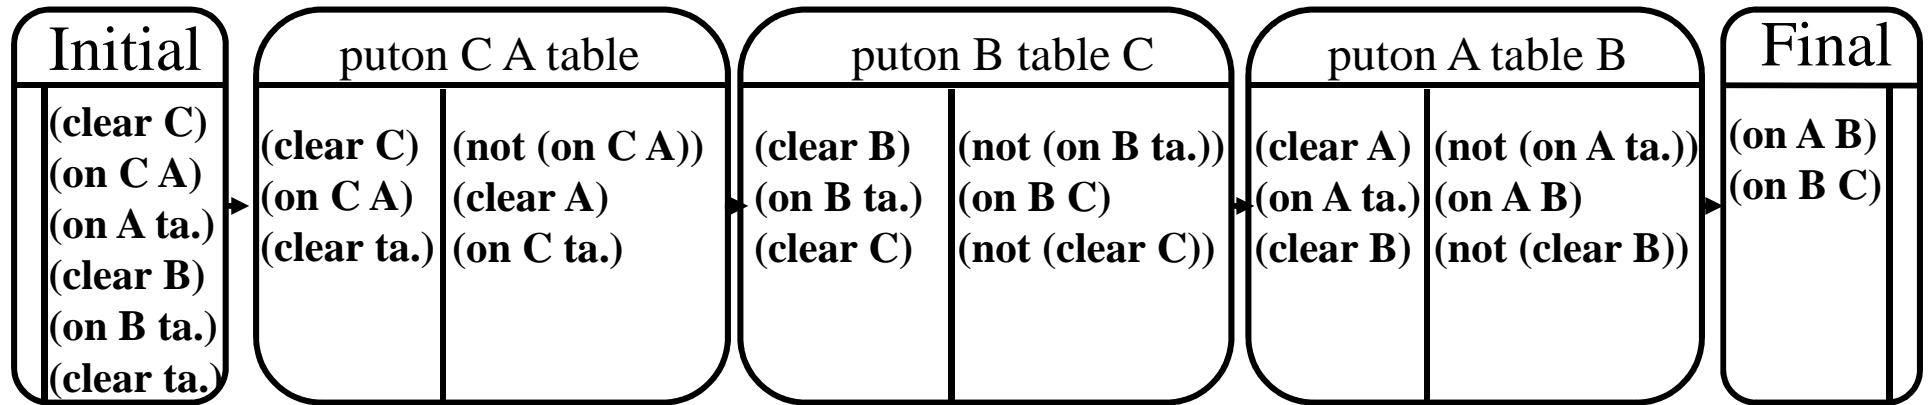 Initial
(clear C)
(on C A)
(on A ta.)
(clear B)
(on B ta.)
(clear ta.)
puton C A table
(clear C)
(on C A)
(clear ta.)
(not (on C A))
(clear A)
(on C ta.)
puton B table C
(clear B)
(on B ta.)
(clear C)
(not (on B ta.))
(on B C)
(not (clear C))
puton A table B
(clear A)
(on A ta.)
(clear B)
(not (on A ta.))
(on A B)
(not (clear B))
Final
(on A B)
(on B C)